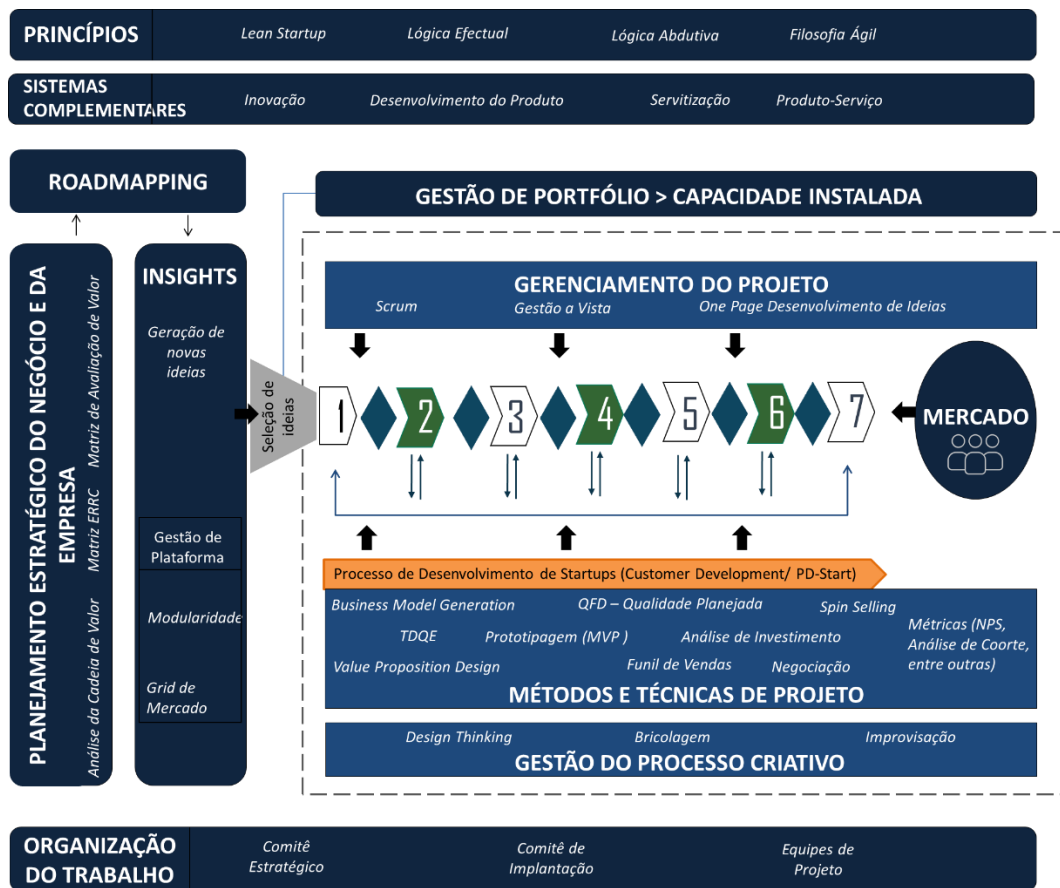 PRINCÍPIOS
Lean Startup
Lógica Efectual
Lógica Abdutiva
Filosofia Ágil
SISTEMAS
COMPLEMENTARES
Inovação
Desenvolvimento do Produto
Servitização
Produto-Serviço
ROADMAPPING
GESTÃO DE PORTFÓLIO > CAPACIDADE INSTALADA
PLANEJAMENTO ESTRATÉGICO DO NEGÓCIO E DA
EMPRESA
Análise da Cadeia de Valor
Matriz ERRC
Matriz de Avaliação de Valor
INSIGHTS
Geração de
novas
ideias
Gestão de
Plataforma
Modularidade
Grid de
Mercado
Seleção de
ideias
GERENCIAMENTO DO PROJETO
Scrum
Gestão a Vista
One Page Desenvolvimento de Ideias
1
2
3
4
5
6
7
MERCADO
Processo de Desenvolvimento de Startups (Customer Development/ PD-Start)
Business Model Generation
QFD – Qualidade Planejada
Spin Selling
TDQE
Prototipagem (MVP )
Análise de Investimento
Métricas (NPS,
Análise de Coorte,
entre outras)
Value Proposition Design
Funil de Vendas
Negociação
MÉTODOS E TÉCNICAS DE PROJETO
Design Thinking
Bricolagem
Improvisação
GESTÃO DO PROCESSO CRIATIVO
ORGANIZAÇÃO
DO TRABALHO
Comitê
Estratégico
Comitê de
Implantação
Equipes de
Projeto